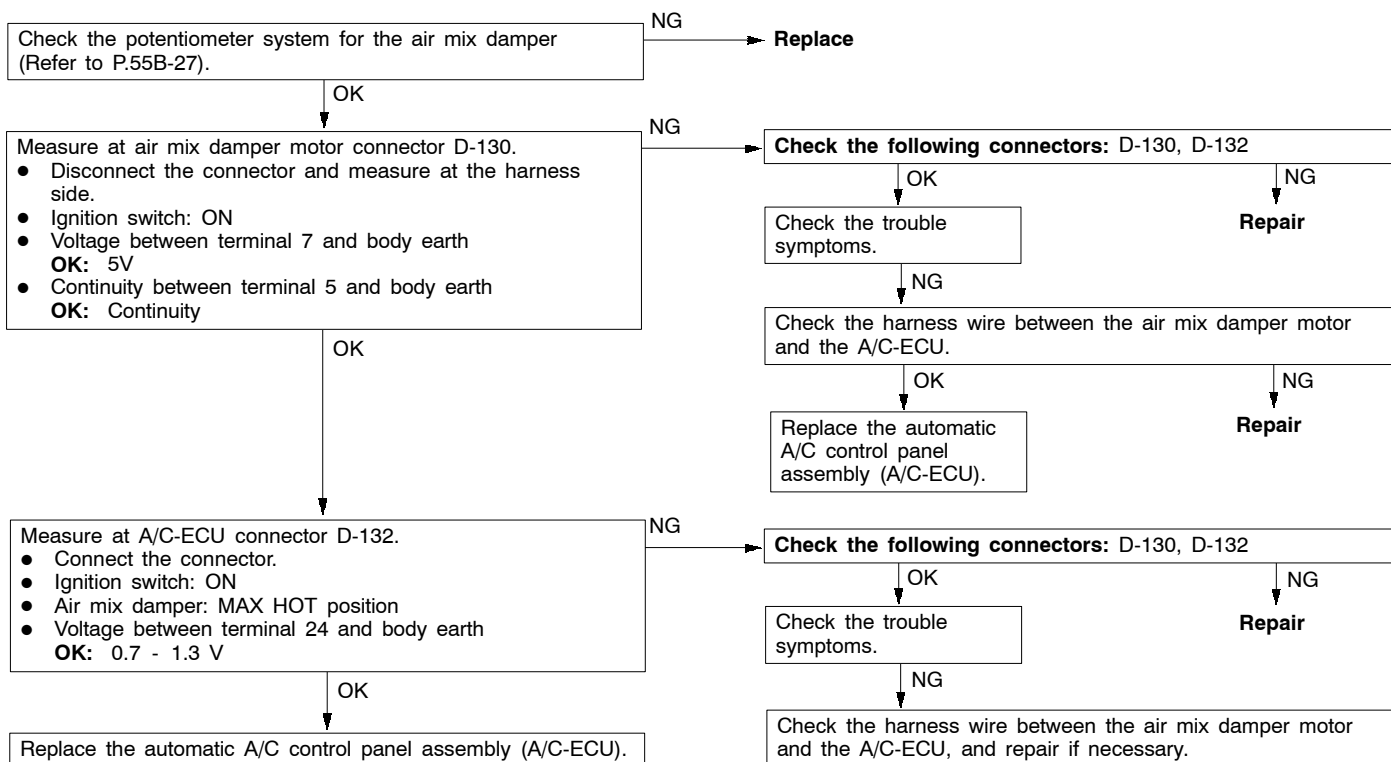 Check the potentiometer system for the air mix damper
(Refer to P.55B-27).
NG
Replace
OK
Measure at air mix damper motor connector D-130.
● Disconnect the connector and measure at the harness
side.
● Ignition switch: ON
● Voltage between terminal 7 and body earth
OK: 5V
● Continuity between terminal 5 and body earth
OK: Continuity
NG
Check the following connectors: D-130, D-132
OK
NG
Check the trouble
symptoms.
Repair
NG
Check the harness wire between the air mix damper motor
and the A/C-ECU.
OK
NG
Replace the automatic
A/C control panel
assembly (A/C-ECU).
Repair
OK
Measure at A/C-ECU connector D-132.
● Connect the connector.
● Ignition switch: ON
● Air mix damper: MAX HOT position
● Voltage between terminal 24 and body earth
OK: 0.7 - 1.3 V
NG
Check the following connectors: D-130, D-132
OK
NG
Check the trouble
symptoms.
Repair
NG
Check the harness wire between the air mix damper motor
and the A/C-ECU, and repair if necessary.
OK
Replace the automatic A/C control panel assembly (A/C-ECU).